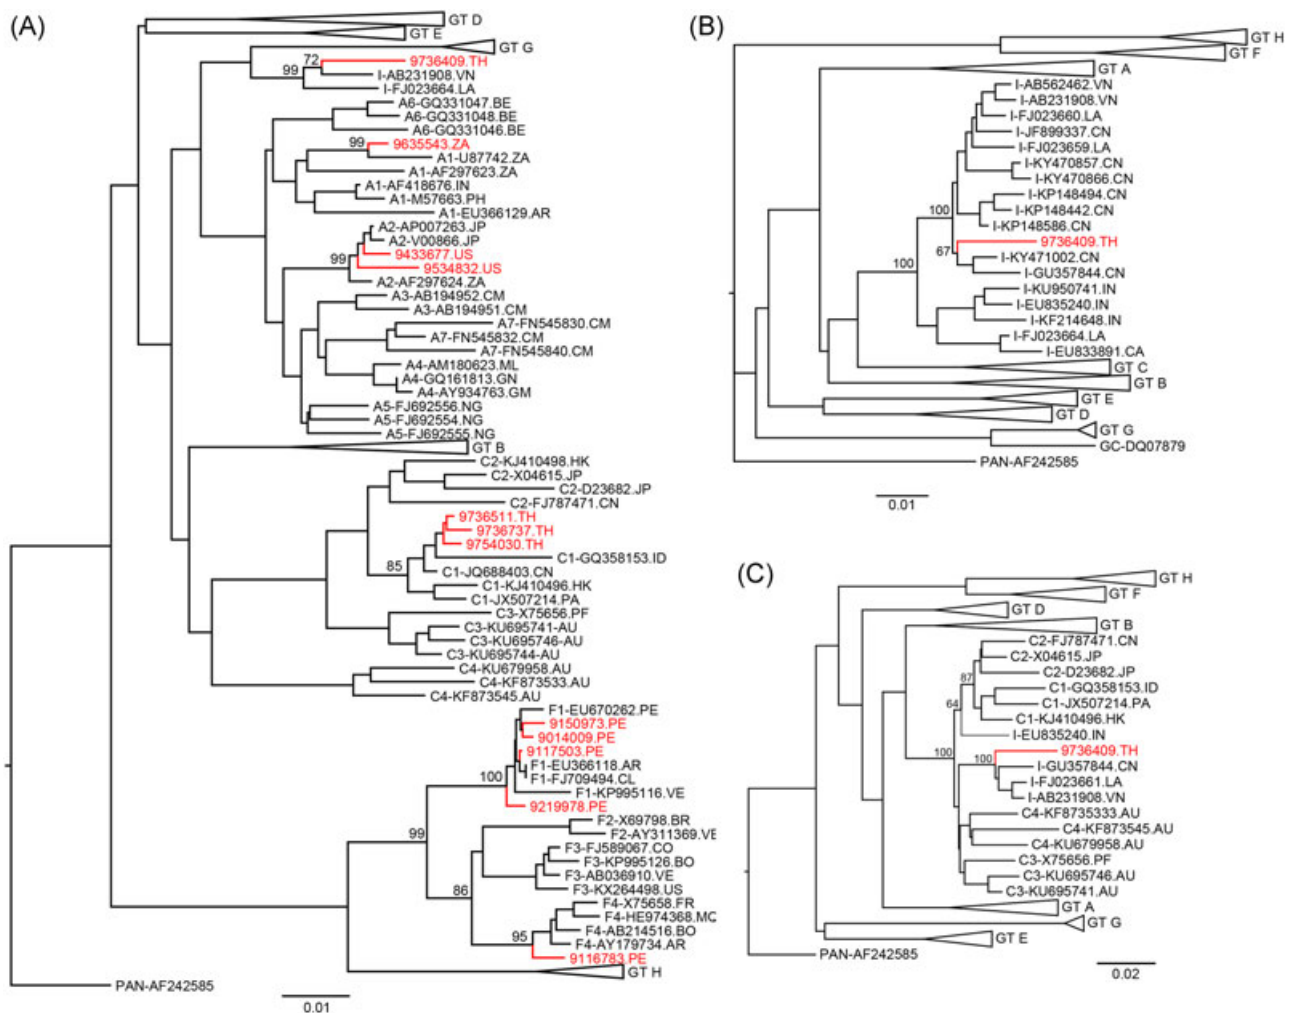 (A)
GT D
GT E
GT G
72
9736409.TH
99
I-AB231908.VN
I-FJ023664.LA
A6-GQ331047.BE
A6-GQ331048.BE
A6-GQ331046.BE
99
9635543.ZA
A1-U87742.ZA
A1-AF297623.ZA
A1-AF418676.IN
A1-M57663.PH
A1-EU366129.AR
A2-AP007263.JP
A2-V00866.JP
9433677.US
99
9534832.US
A2-AF297624.ZA
A3-AB194952.CM
A3-AB194951.CM
A7-FN545830.CM
A7-FN545832.CM
A7-FN545840.CM
A4-AM180623.ML
A4-GQ161813.GN
A4-AY934763.GM
A5-FJ692556.NG
A5-FJ692554.NG
A5-FJ692555.NG
GT B
C2-KJ410498.HK
C2-X04615.JP
C2-D23682.JP
C2-FJ787471.CN
9736511.TH
9736737.TH
9754030.TH
C1-GQ358153.ID
85
C1-JQ688403.CN
C1-KJ410496.HK
C1-JX507214.PA
C3-X75656.PF
C3-KU695741-AU
C3-KU695746-AU
C3-KU695744-AU
C4-KU679958.AU
C4-KF873533.AU
C4-KF873545.AU
F1-EU670262.PE
9150973.PE
9014009.PE
9117503.PE
F1-EU366118.AR
100
F1-FJ709494.CL
F1-KP995116.VE
9219978.PE
F2-X69798.BR
99
F2-AY311369.VE
F3-FJ589067.CO
F3-KP995126.BO
F3-AB036910.VE
86
F3-KX264498.US
F4-X75658.FR
F4-HE974368.MQ
F4-AB214516.BO
95
F4-AY179734.AR
9116783.PE
GT H
PAN-AF242585
0.01
(B)
GT H
GT F
GT A
I-AB562462.VN
I-AB231908.VN
I-FJ023660.LA
I-JF899337.CN
I-FJ023659.LA
I-KY470857.CN
I-KY470866.CN
I-KP148494.CN
100
I-KP148442.CN
I-KP148586.CN
9736409.TH
67
I-KY471002.CN
100
I-GU357844.CN
I-KU950741.IN
I-EU835240.IN
I-KF214648.IN
I-FJ023664.LA
I-EU833891.CA
GT C
GT B
GT E
GT D
GT G
GC-DQ07879
PAN-AF242585
0.01
(C)
GT H
GT F
GT D
GT B
C2-FJ787471.CN
C2-X04615.JP
C2-D23682.JP
87
C1-GQ358153.ID
64
C1-JX507214.PA
C1-KJ410496.HK
I-EU835240.IN
100
9736409.TH
100
I-GU357844.CN
I-FJ023661.LA
I-AB231908.VN
C4-KF8735333.AU
C4-KF873545.AU
C4-KU679958.AU
C3-X75656.PF
C3-KU695746.AU
C3-KU695741.AU
GT A
GT G
GT E
PAN-AF242585
0.02